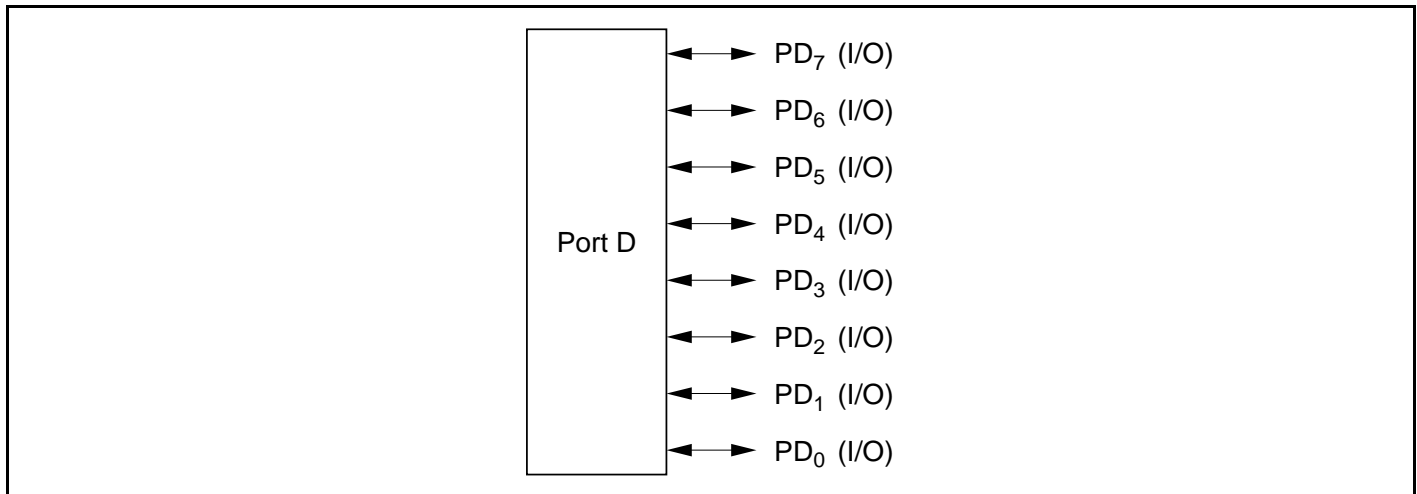 PD₇ (I/O)
PD₆ (I/O)
PD₅ (I/O)
PD₄ (I/O)
Port D
PD₃ (I/O)
PD₂ (I/O)
PD₁ (I/O)
PD₀ (I/O)